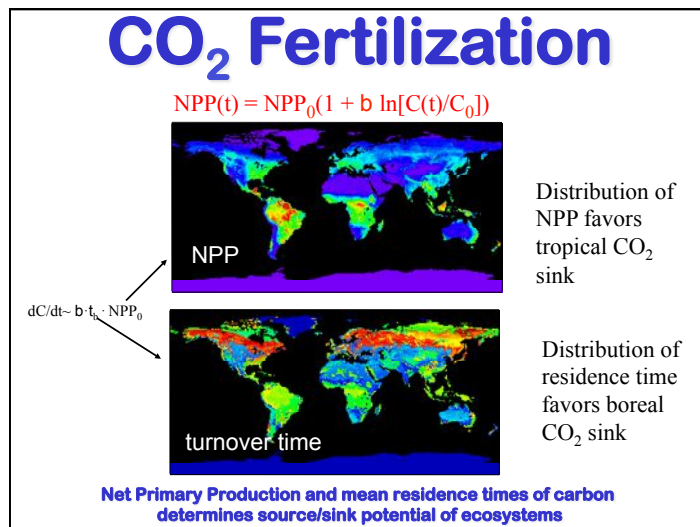 CO₂ Fertilization
NPP(t) = NPP₀(1 + b ln[C(t)/C₀])
NPP
Distribution of
NPP favors
tropical CO₂
sink
dC/dt~ b·t_b · NPP₀
turnover time
Distribution of
residence time
favors boreal
CO₂ sink
Net Primary Production and mean residence times of carbon
determines source/sink potential of ecosystems